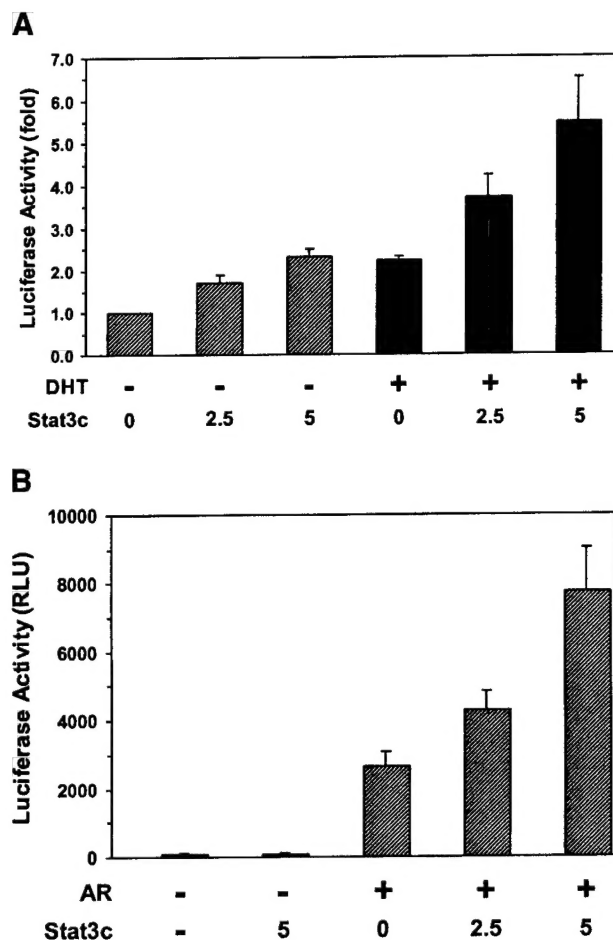 A
Luciferase Activity (fold)
7.0
6.0
5.0
4.0
3.0
2.0
1.0
0.0
DHT - - - + + +
Stat3c 0 2.5 5 0 2.5 5
B
Luciferase Activity (RLU)
10000
8000
6000
4000
2000
0
AR - - + + +
Stat3c - 5 0 2.5 5